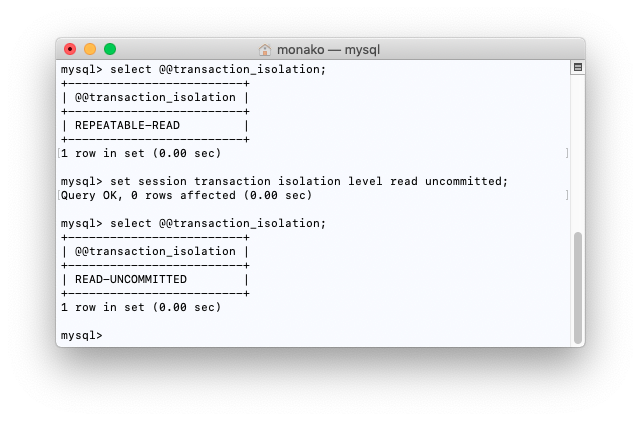 monako — mysql
mysql> select @@transaction_isolation;
+-------------------------+
| @@transaction_isolation |
+-------------------------+
| REPEATABLE-READ         |
+-------------------------+
1 row in set (0.00 sec)
mysql> set session transaction isolation level read uncommitted;
Query OK, 0 rows affected (0.00 sec)
mysql> select @@transaction_isolation;
+-------------------------+
| @@transaction_isolation |
+-------------------------+
| READ-UNCOMMITTED        |
+-------------------------+
1 row in set (0.00 sec)
mysql>